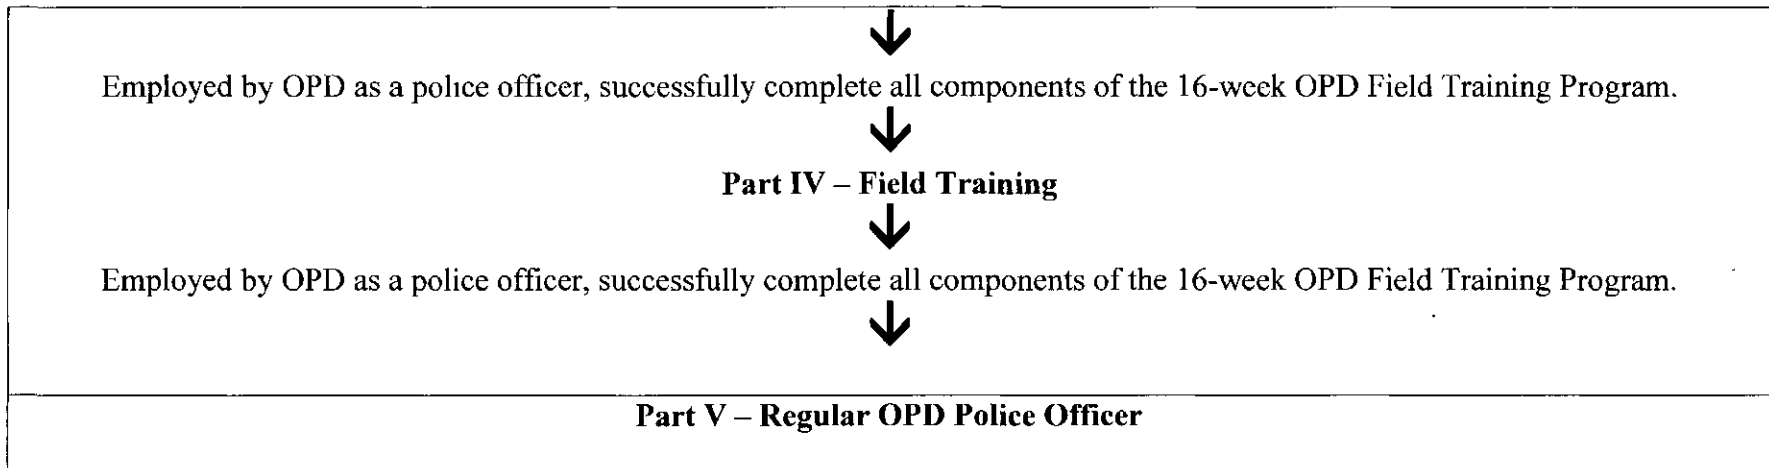 Employed by OPD as a police officer, successfully complete all components of the 16-week OPD Field Training Program.
Part IV – Field Training
Employed by OPD as a police officer, successfully complete all components of the 16-week OPD Field Training Program.
Part V – Regular OPD Police Officer